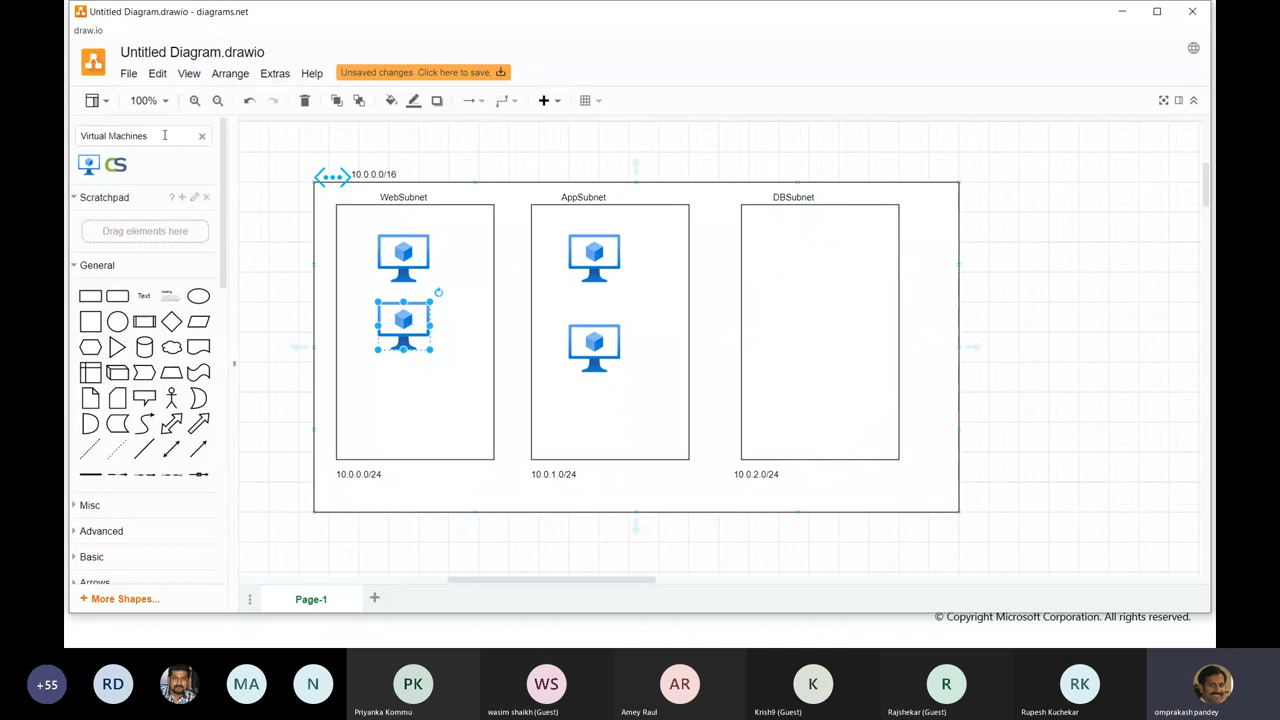 Untitled Diagram.drawio - diagrams.net
draw.io
Untitled Diagram.drawio
File Edit View Arrange Extras Help
Unsaved changes. Click here to save.
100%
Virtual Machines
CS
Scratchpad
?
Drag elements here
General
Text
Heading
Misc
Advanced
Basic
Arrows
+ More Shapes...
10.0.0.0/16
WebSubnet
AppSubnet
DBSubnet
10.0.0.0/24
10.0.1.0/24
10.0.2.0/24
Page-1
© Copyright Microsoft Corporation. All rights reserved.
+55
RD
MA
N
PK
Priyanka Kommu
WS
wasim shaikh (Guest)
AR
Amey Raul
K
Krish9 (Guest)
R
Rajshekar (Guest)
RK
Rupesh Kuchekar
omprakash pandey